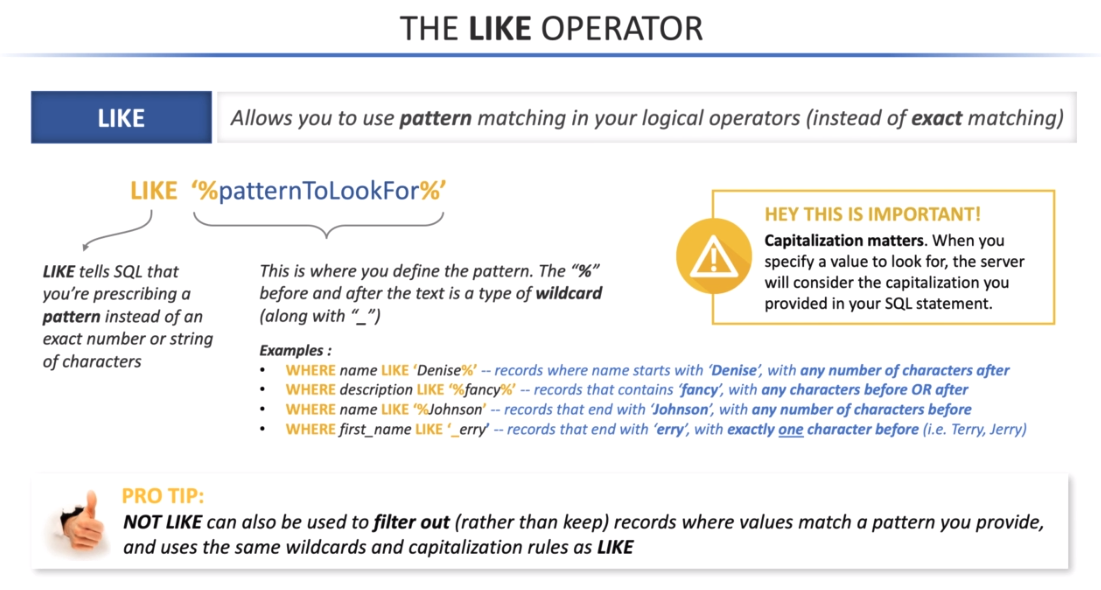 THE LIKE OPERATOR
LIKE
Allows you to use pattern matching in your logical operators (instead of exact matching)
LIKE ‘%patternToLookFor%’
LIKE tells SQL that
you’re prescribing a
pattern instead of an
exact number or string
of characters
This is where you define the pattern. The “%”
before and after the text is a type of wildcard
(along with “_”)
HEY THIS IS IMPORTANT!
Capitalization matters. When you
specify a value to look for, the server
will consider the capitalization you
provided in your SQL statement.
Examples :
• WHERE name LIKE ‘Denise%’ -- records where name starts with ‘Denise’, with any number of characters after
• WHERE description LIKE ‘%fancy%’ -- records that contains ‘fancy’, with any characters before OR after
• WHERE name LIKE ‘%Johnson’ -- records that end with ‘Johnson’, with any number of characters before
• WHERE first_name LIKE ‘_erry’ -- records that end with ‘erry’, with exactly one character before (i.e. Terry, Jerry)
PRO TIP:
NOT LIKE can also be used to filter out (rather than keep) records where values match a pattern you provide,
and uses the same wildcards and capitalization rules as LIKE